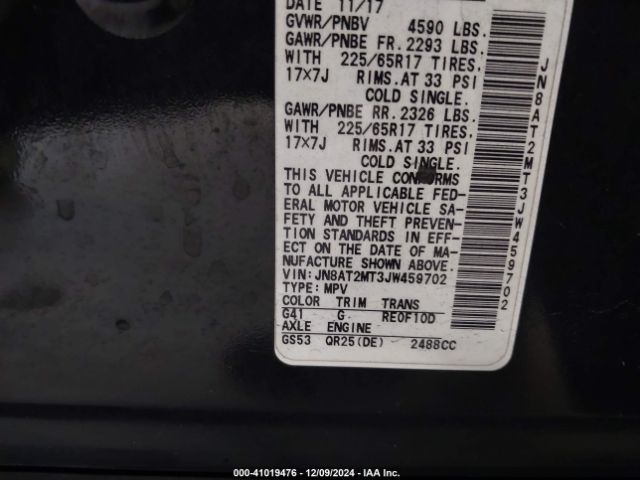 DATE 11/17
GVWR/PNBV 4590 LBS.
GAWR/PNBE FR. 2293 LBS.
WITH 225/65R17 TIRES.
17×7J RIMS. AT 33 PSI
COLD SINGLE.
GAWR/PNBE RR. 2326 LBS.
WITH 225/65R17 TIRES.
17×7J RIMS. AT 33 PSI
COLD SINGLE.
THIS VEHICLE CONFORMS
TO ALL APPLICABLE FED-
ERAL MOTOR VEHICLE SA-
FETY AND THEFT PREVEN-
TION STANDARDS IN EFF-
ECT ON THE DATE OF MA-
NUFACTURE SHOWN ABOVE.
VIN: JN8AT2MT3JW459702
TYPE: MPV
COLOR TRIM TRANS
G41 G RE0F10D
AXLE ENGINE
GS53 QR25(DE) 2488CC
JN8AT2MT3JW459702
000-41019476 - 12/09/2024 - IAA Inc.